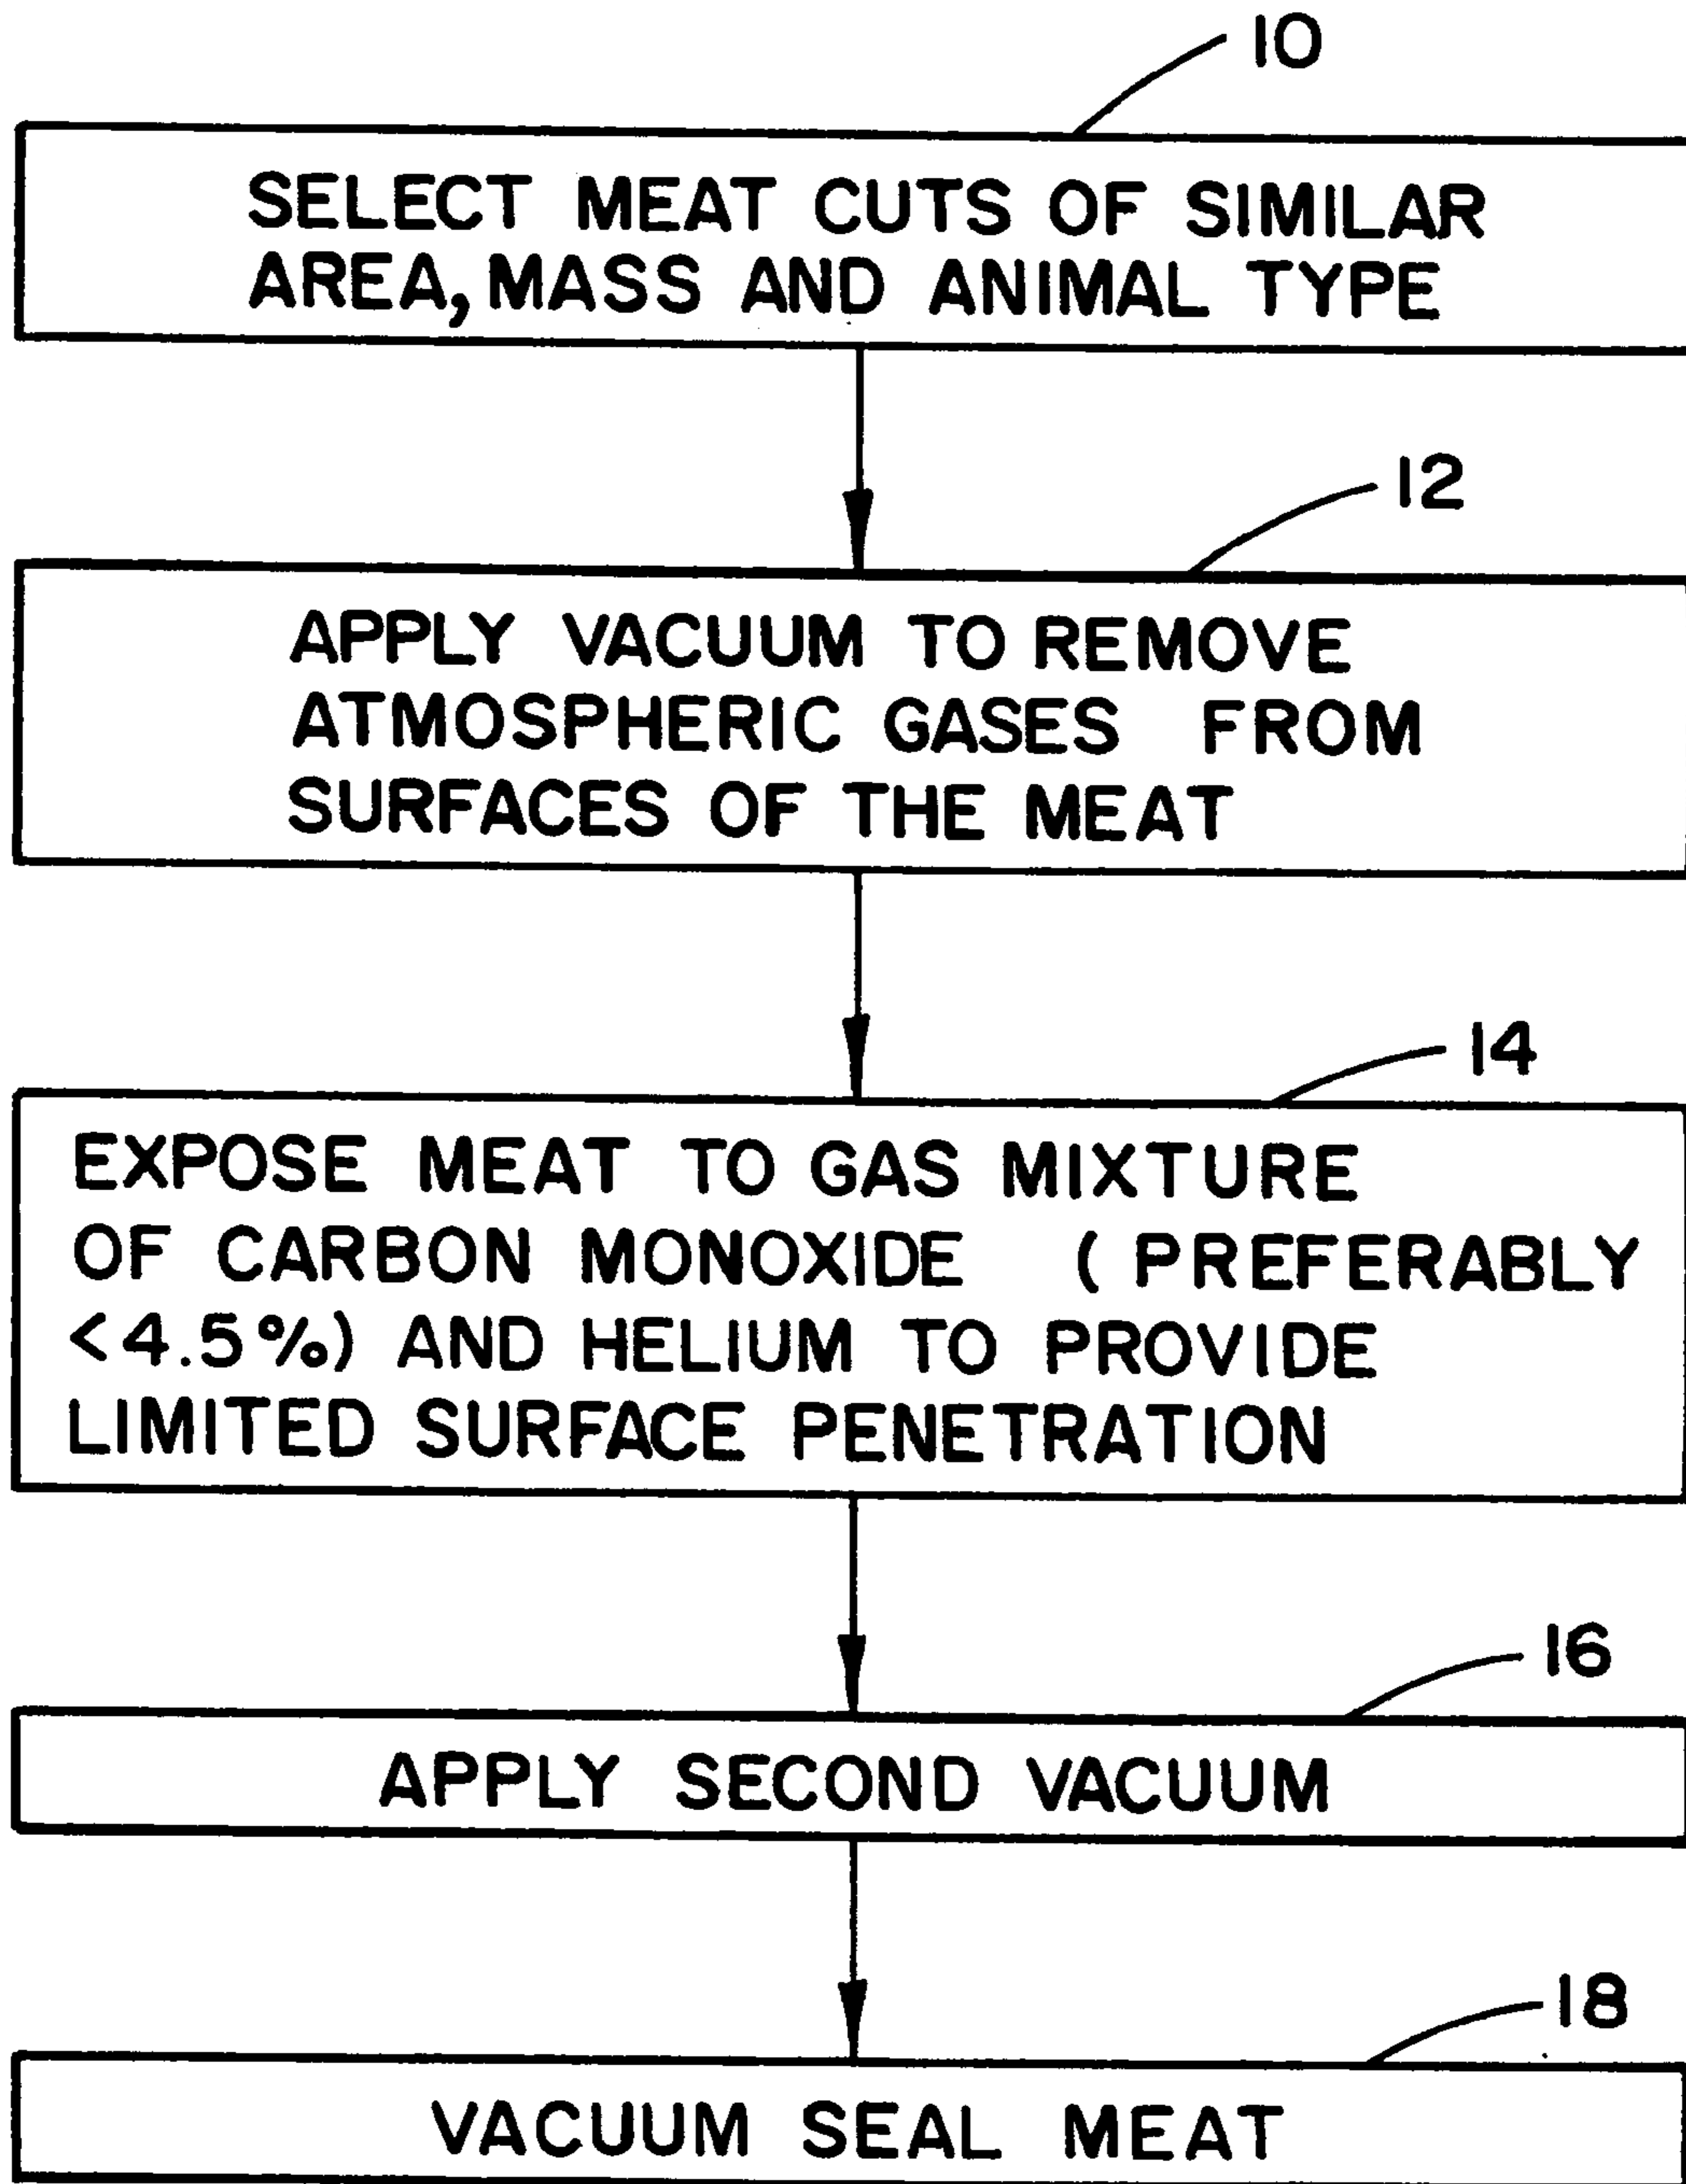 10
SELECT MEAT CUTS OF SIMILAR
AREA, MASS AND ANIMAL TYPE
12
APPLY VACUUM TO REMOVE
ATMOSPHERIC GASES FROM
SURFACES OF THE MEAT
14
EXPOSE MEAT TO GAS MIXTURE
OF CARBON MONOXIDE (PREFERABLY
<4.5%) AND HELIUM TO PROVIDE
LIMITED SURFACE PENETRATION
16
APPLY SECOND VACUUM
18
VACUUM SEAL MEAT